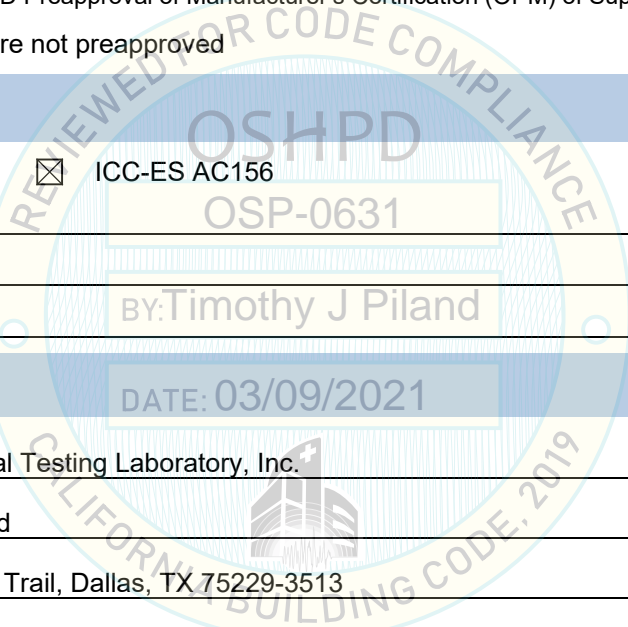 D Preapproval of Manufacturer's Certification (OPM) of Sup
re not preapproved
REVIEWED FOR CODE COMPLIANCE
OSHPD
ICC-ES AC156
OSP-0631
BY:Timothy J Piland
DATE: 03/09/2021
al Testing Laboratory, Inc.
d
Trail, Dallas, TX 75229-3513
CALIFORNIA BUILDING CODE, 2019